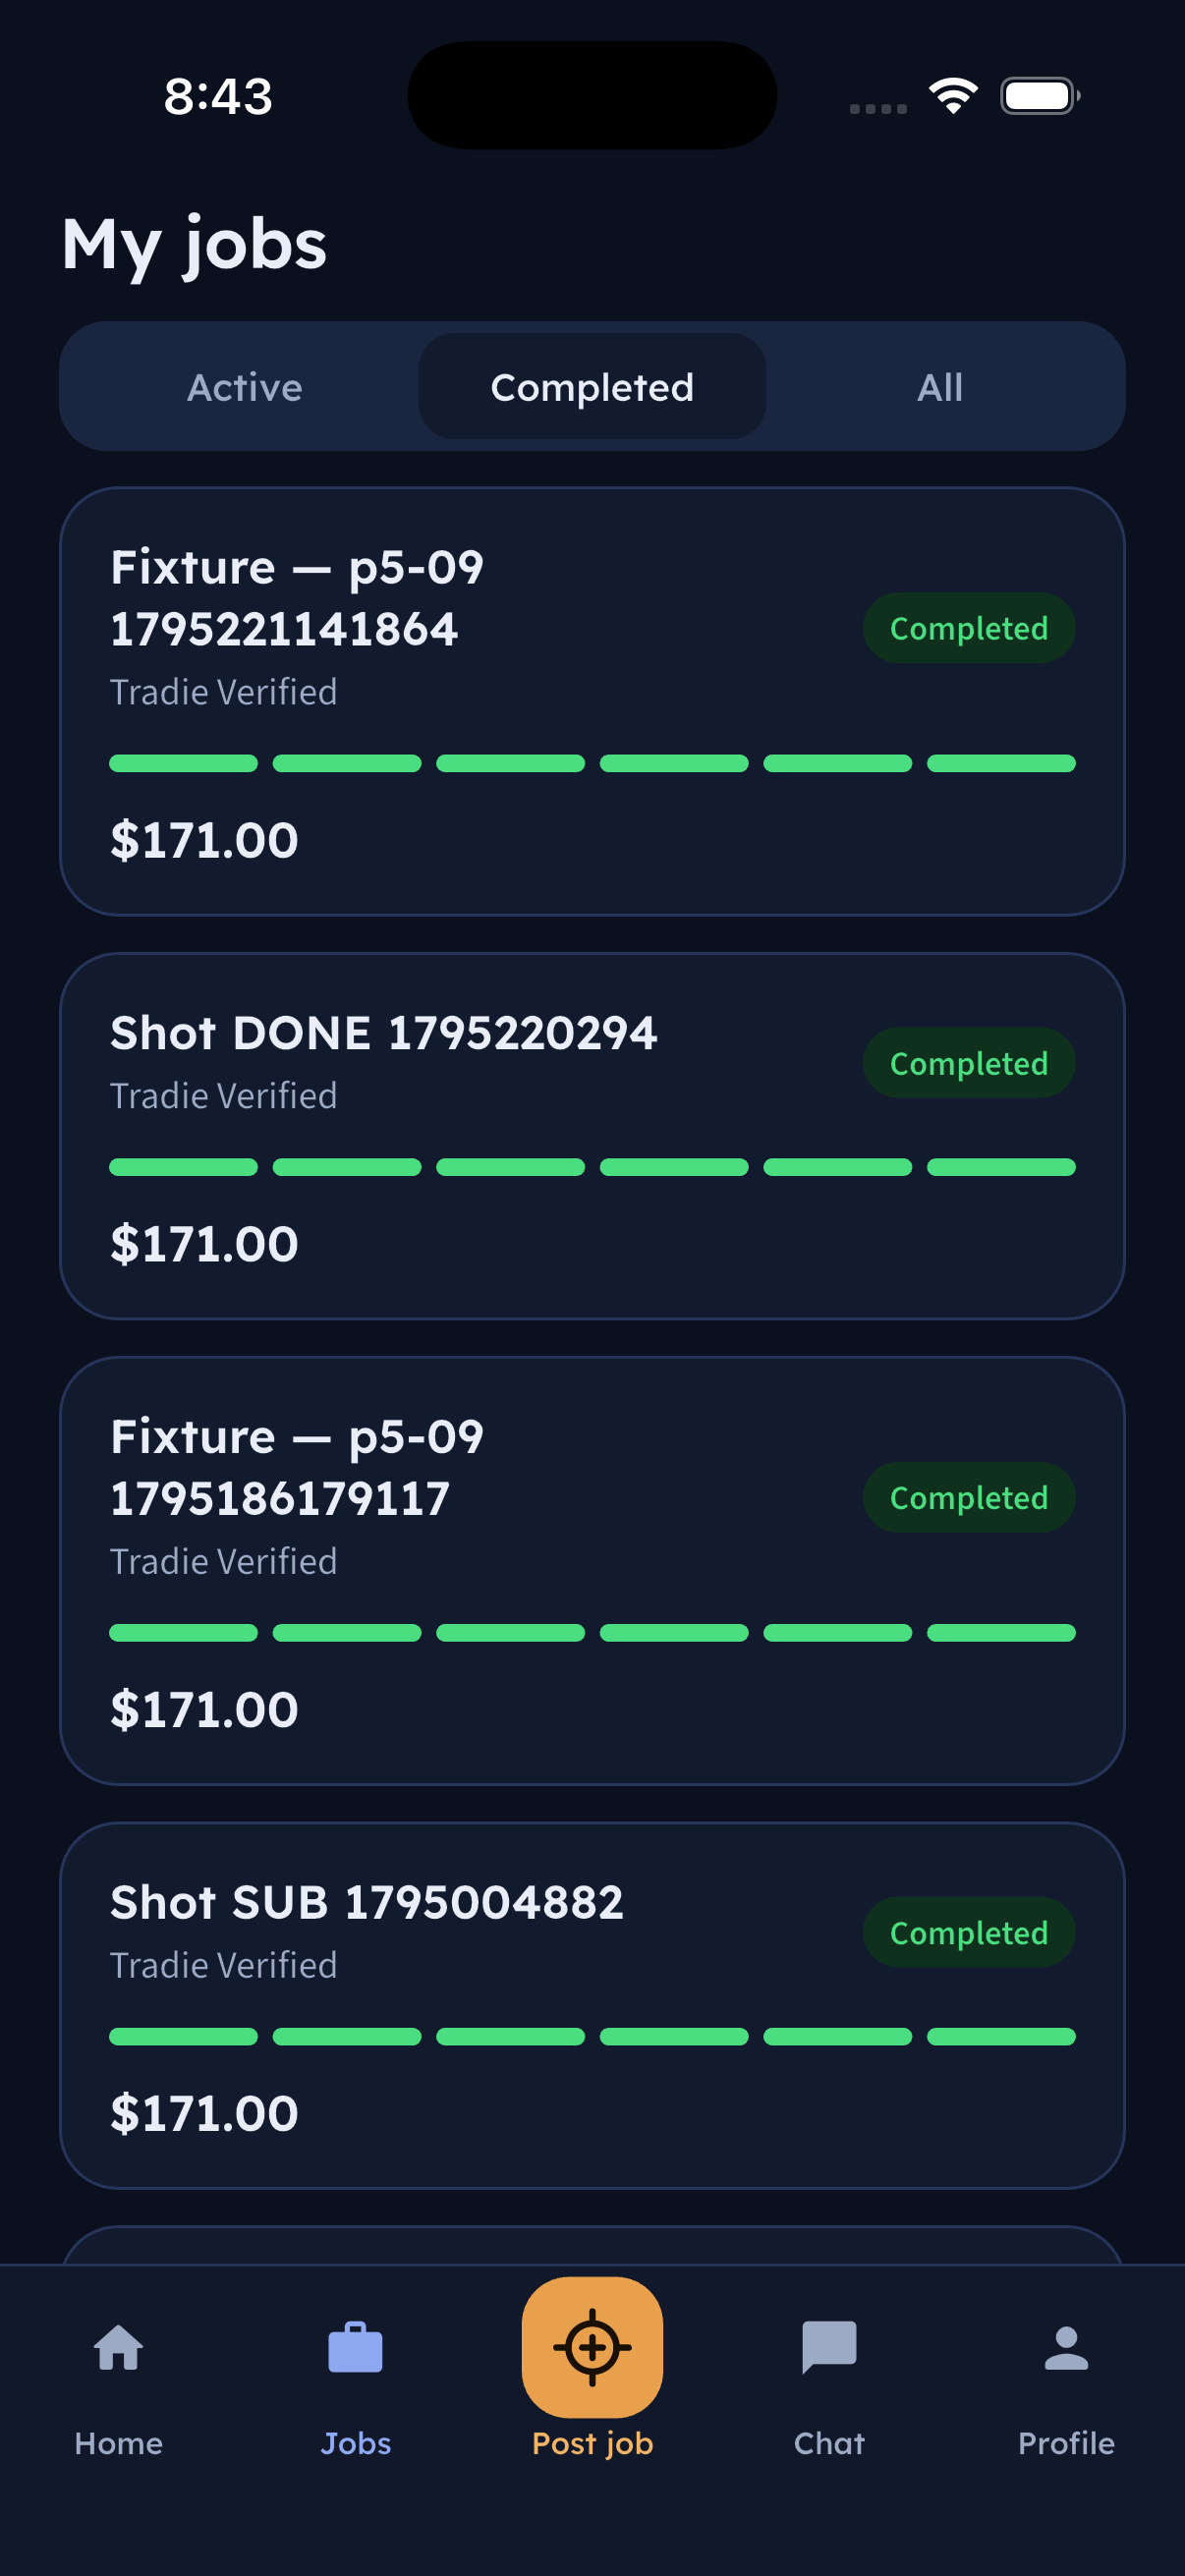 8:43
My jobs
Active
Completed
All
Fixture — p5-09
1795221141864
Completed
Tradie Verified
$171.00
Shot DONE 1795220294
Completed
Tradie Verified
$171.00
Fixture — p5-09
1795186179117
Completed
Tradie Verified
$171.00
Shot SUB 1795004882
Completed
Tradie Verified
$171.00
Home
Jobs
Post job
Chat
Profile